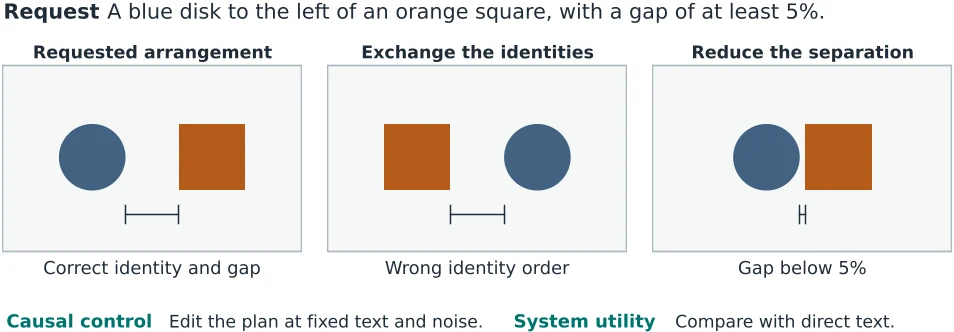 Request A blue disk to the left of an orange square, with a gap of at least 5%.
Requested arrangement Exchange the identities Reduce the separation
Correct identity and gap Wrong identity order Gap below 5%
Causal control Edit the plan at fixed text and noise. System utility Compare with direct text.